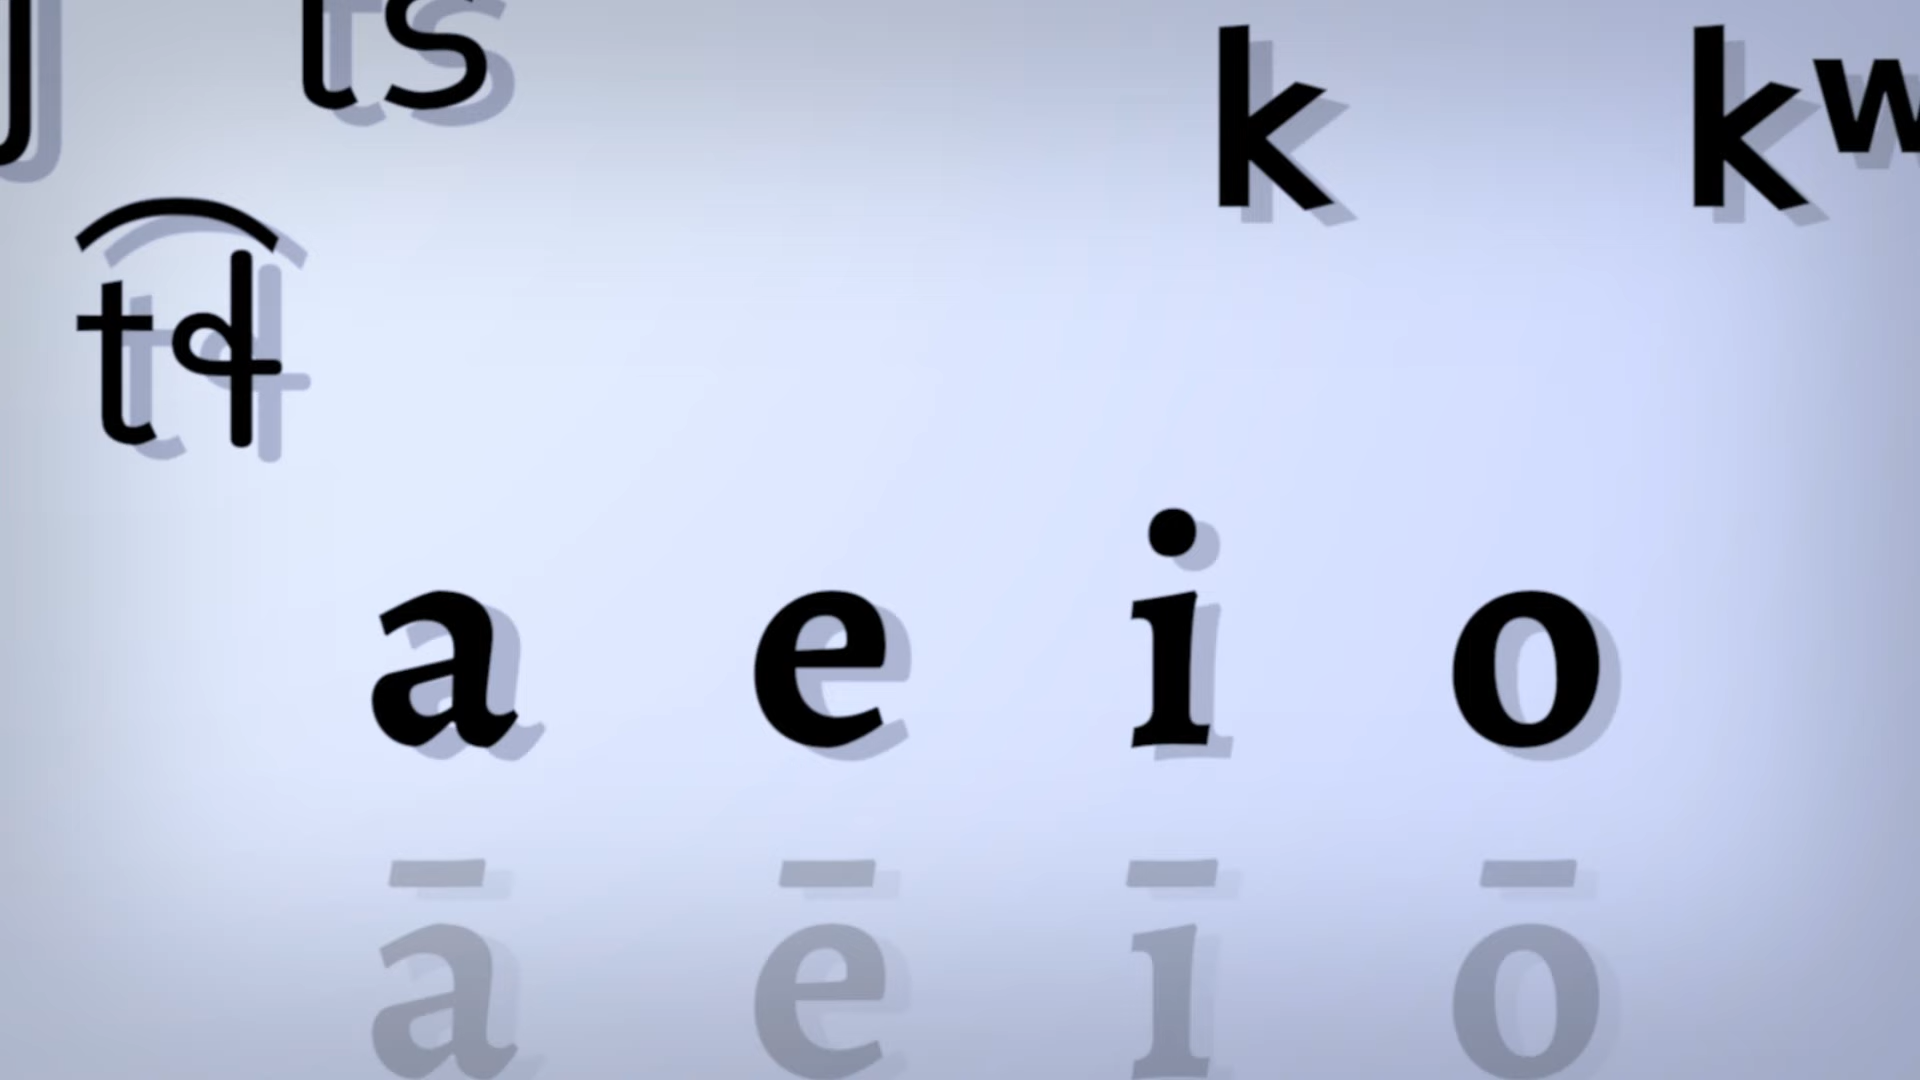 ts k kw
t͡ɬ
a e i o
ā ē ī ō